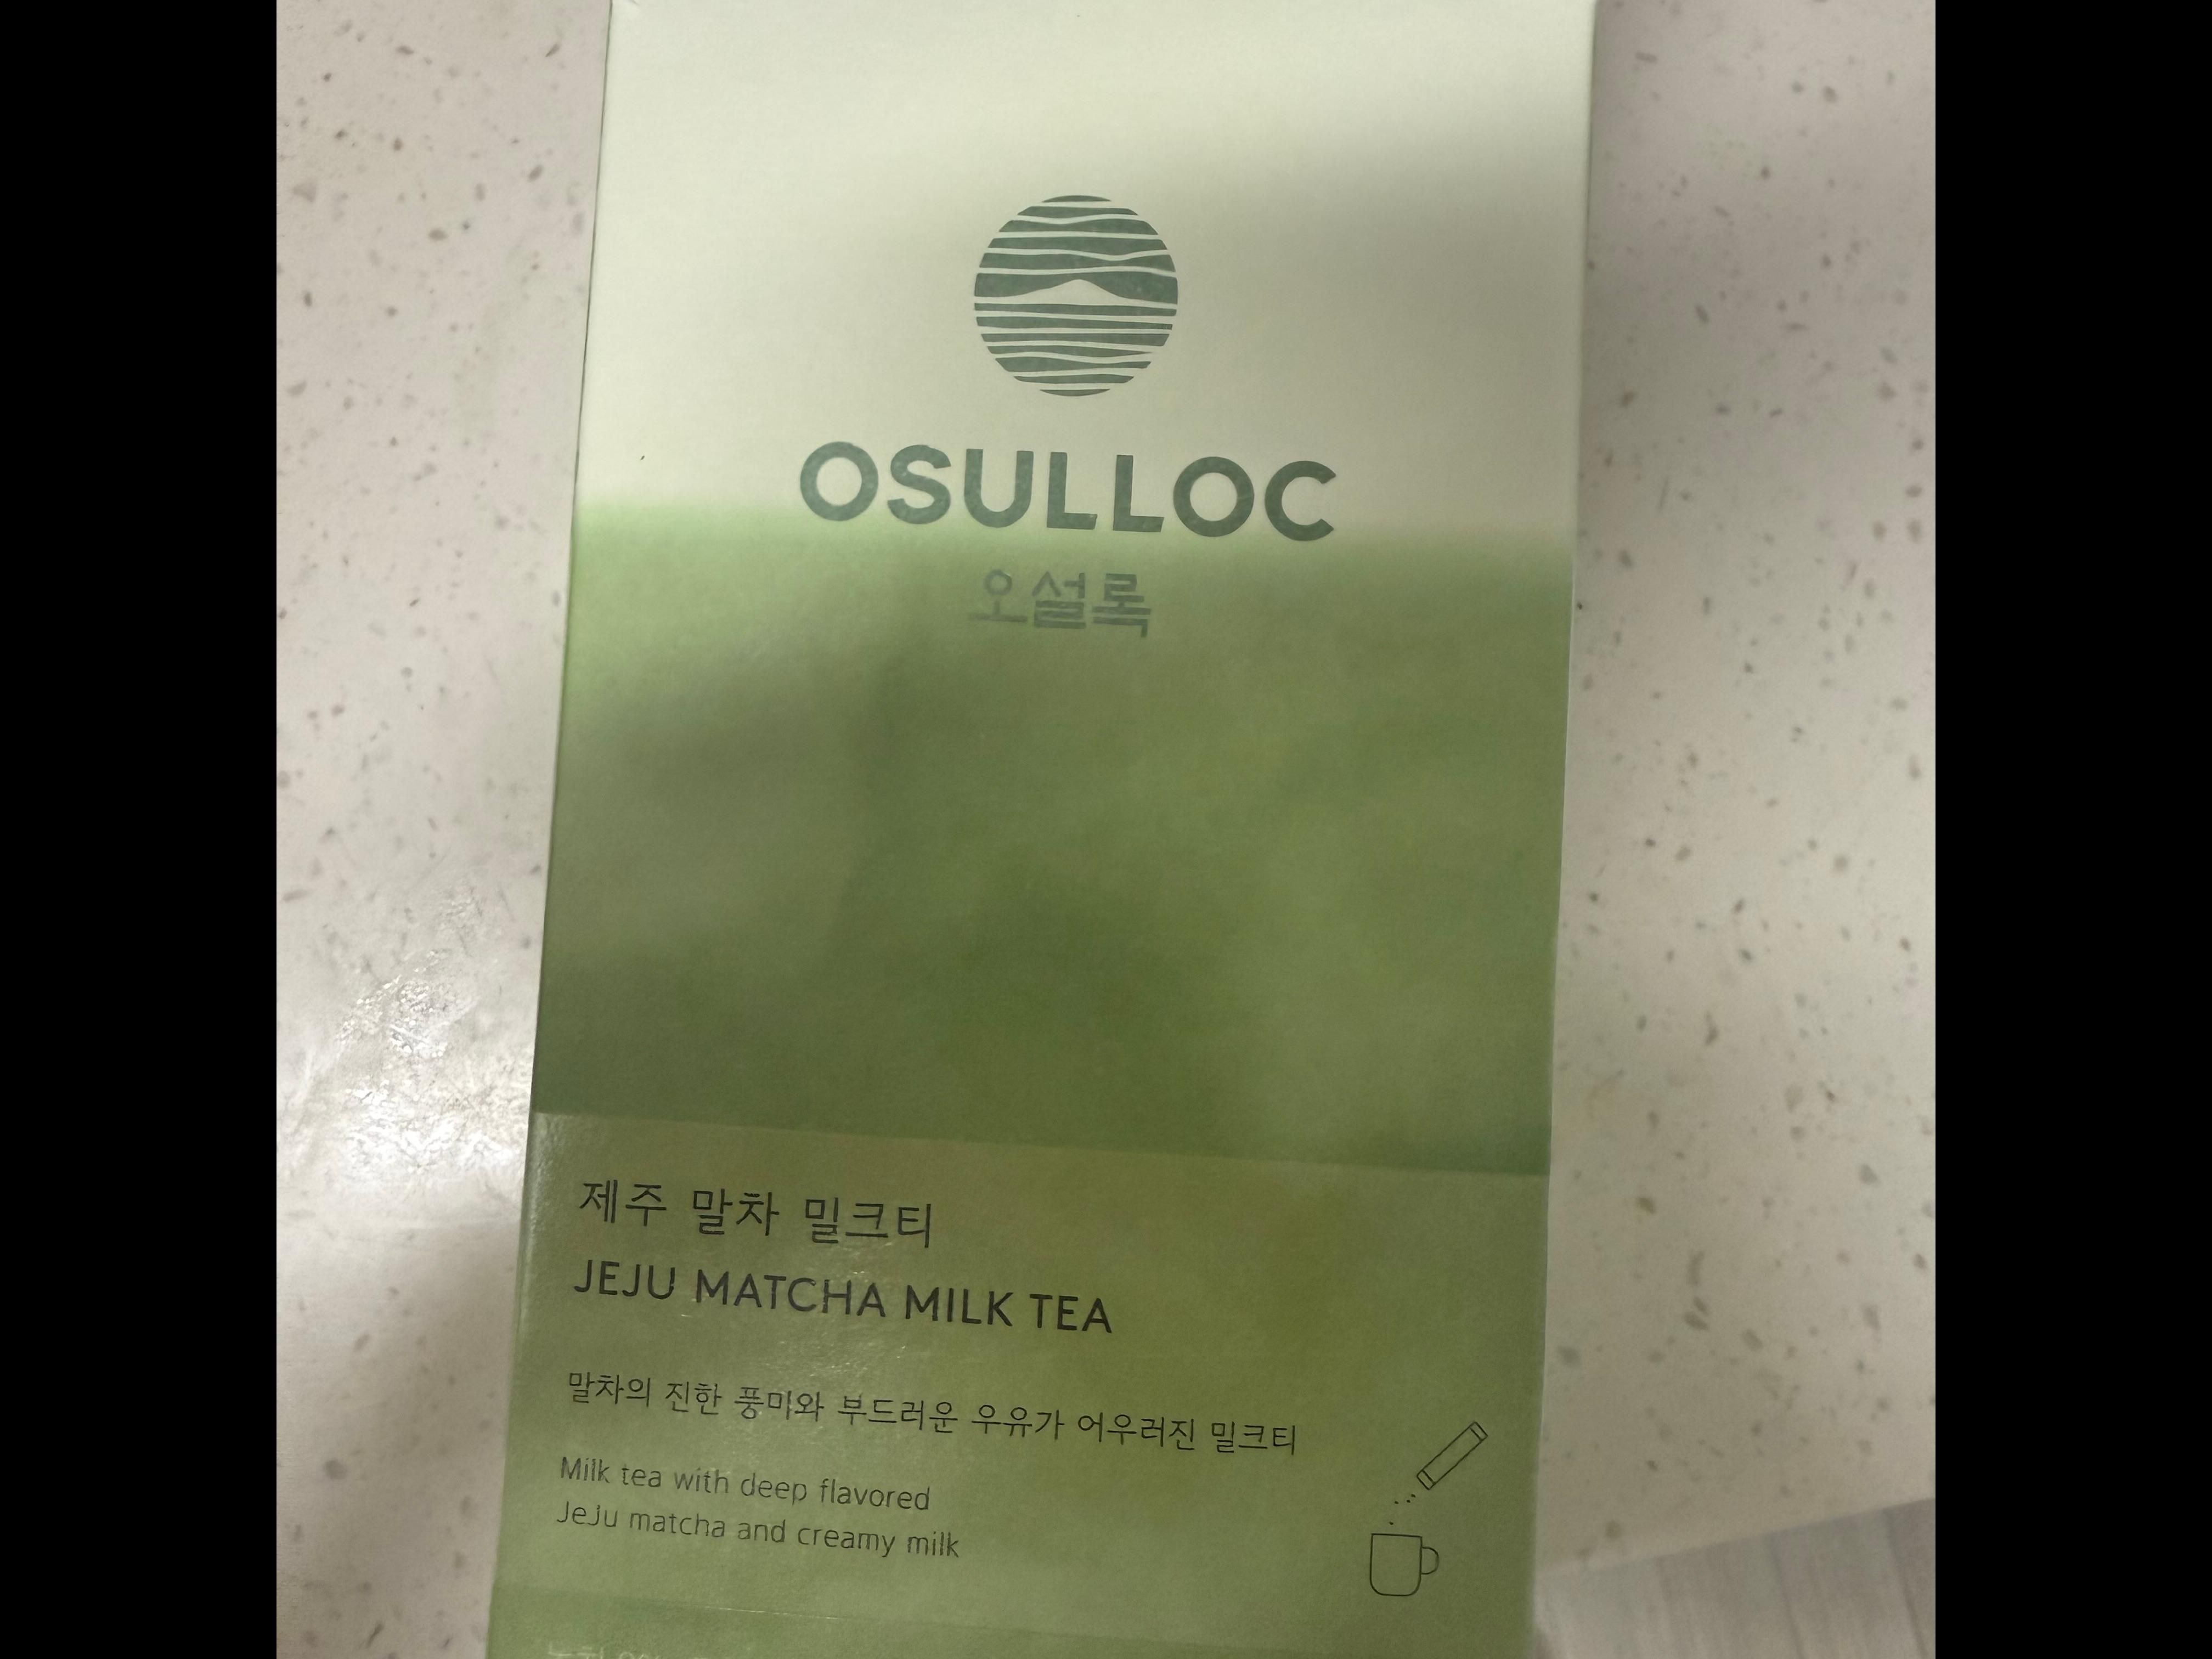 OSULLOC
오설록
제주 말차 밀크티
JEJU MATCHA MILK TEA
말차의 진한 풍미와 부드러운 우유가 어우러진 밀크티
Milk tea with deep flavored
JeJu matcha and creamy milk